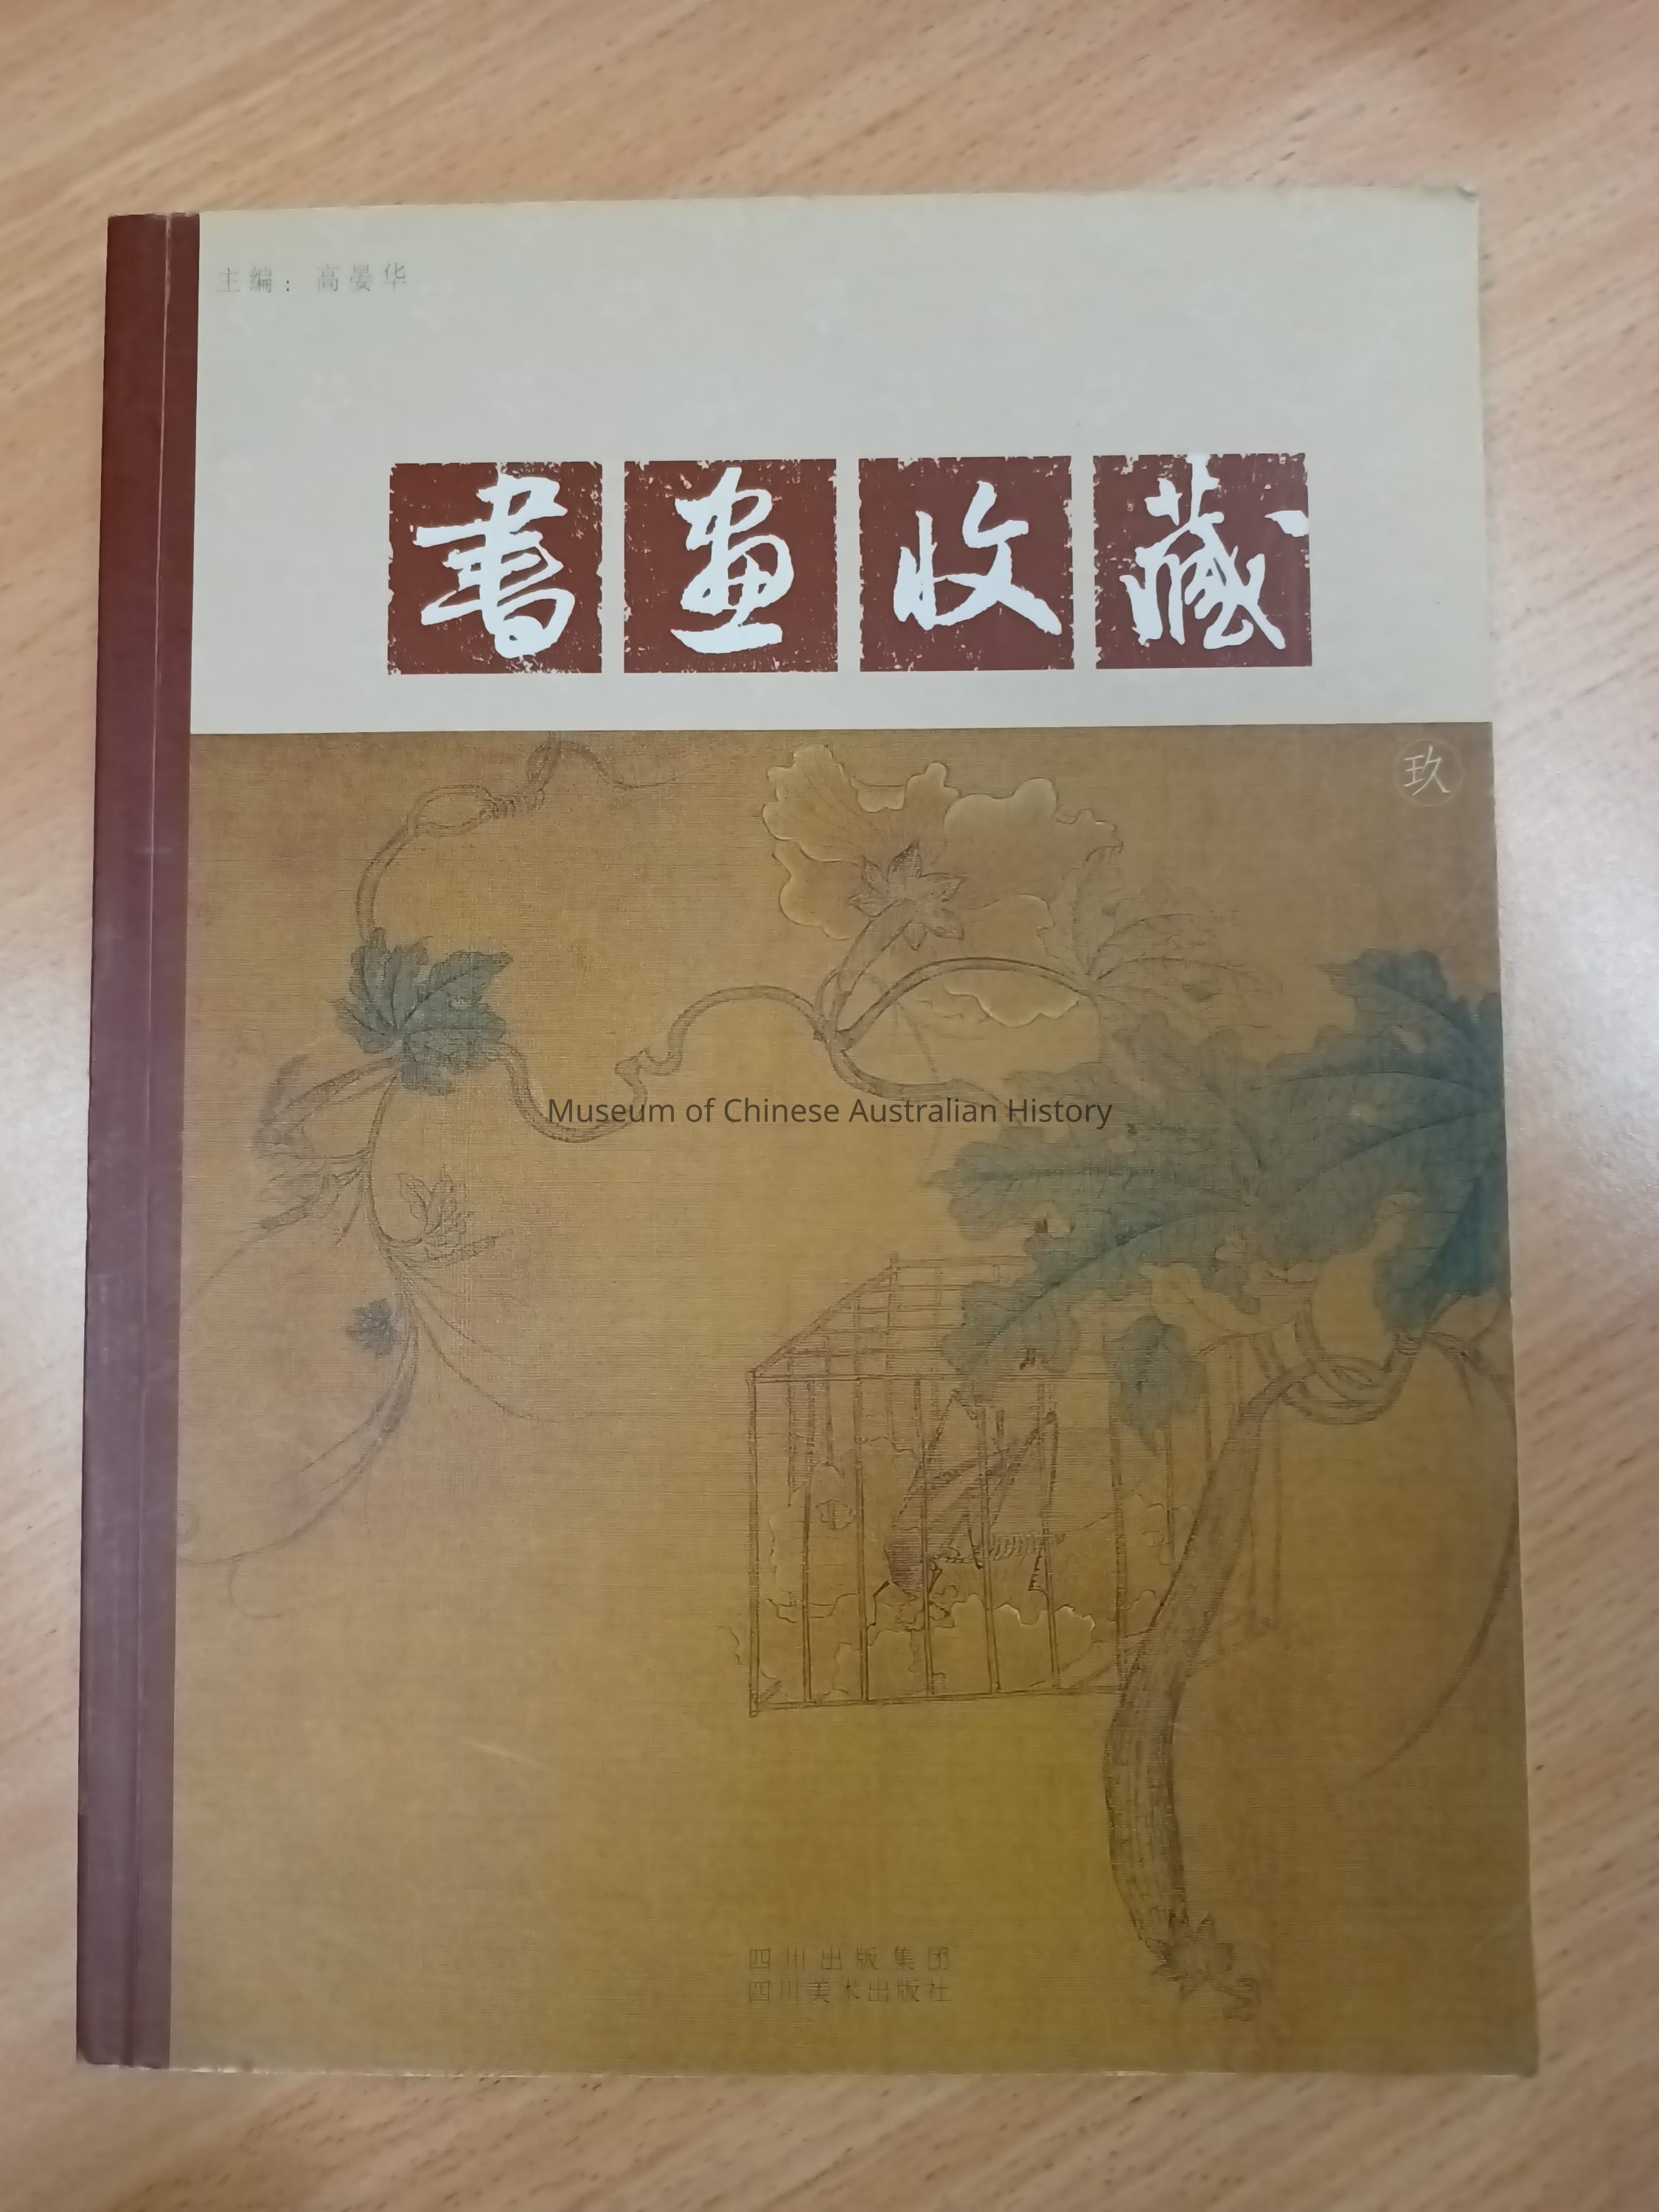 主编：高晏华
書画收藏
玖
Museum of Chinese Australian History
四川出版集团
四川美术出版社